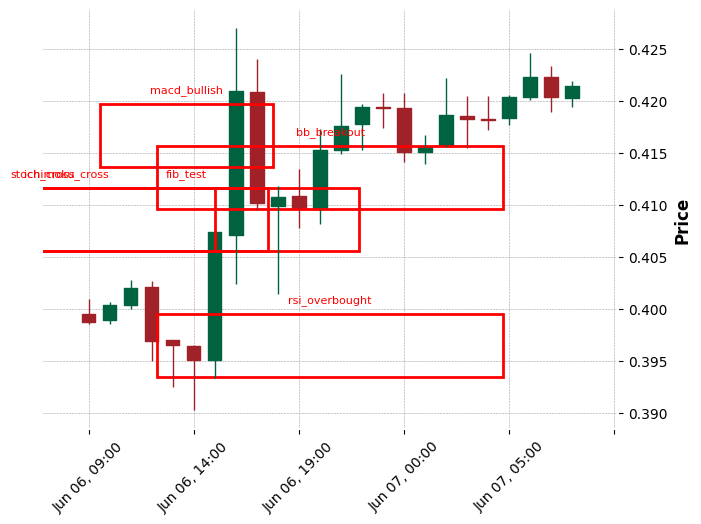 0.425
macd_bullish
0.420
bb_breakout
0.415
fib_test
0.410
Price
0.405
rsi_overbought
0.400
0.395
0.390
Jun 06, 09:00
Jun 06, 14:00
Jun 06, 19:00
Jun 07, 00:00
Jun 07, 05:00